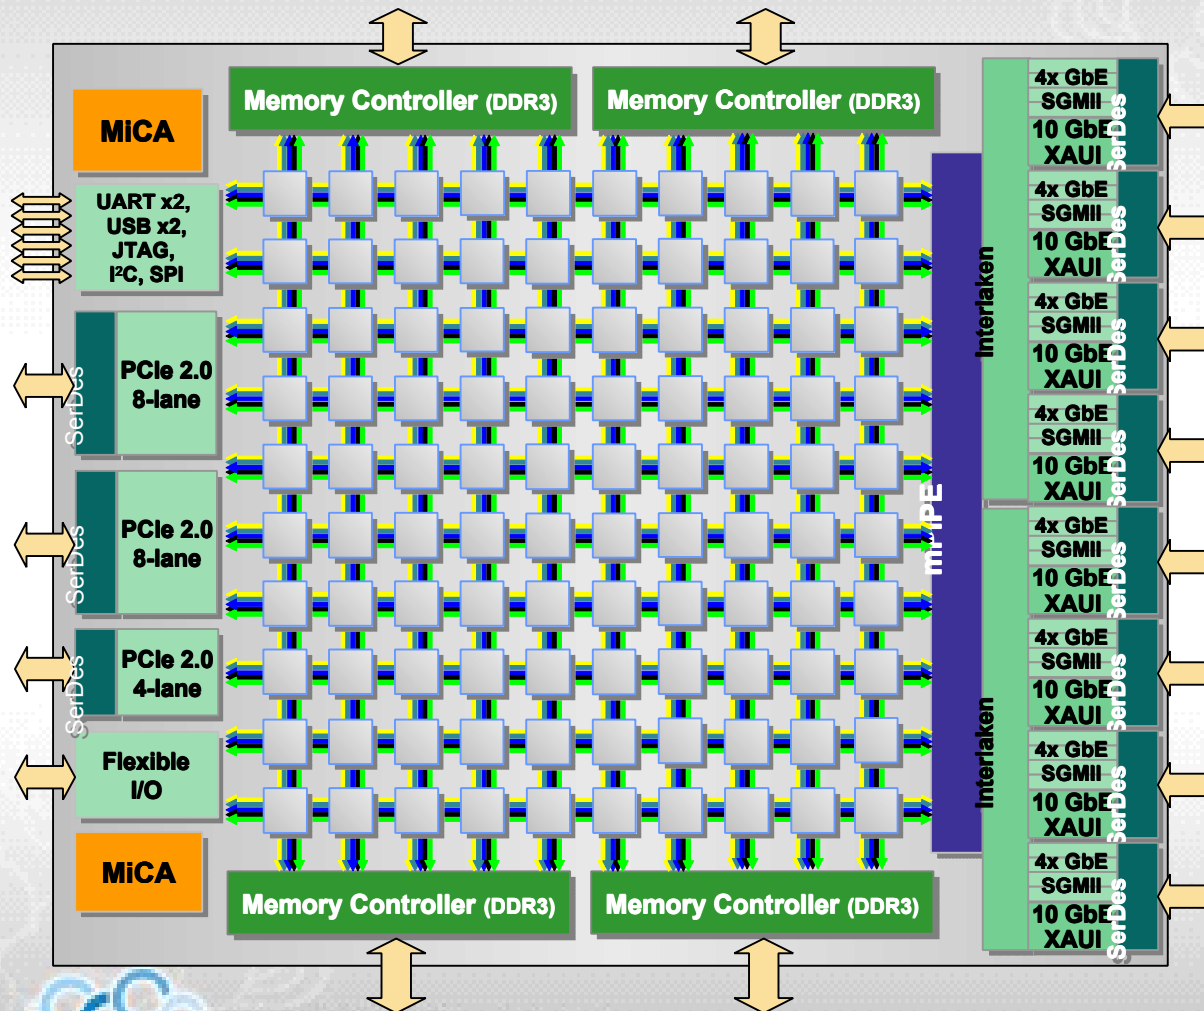 Memory Controller (DDR3)
Memory Controller (DDR3)
MiCA
UART x2,
USB x2,
JTAG,
I²C, SPI
PCIe 2.0
8-lane
SerDes
PCIe 2.0
8-lane
SerDes
PCIe 2.0
4-lane
SerDes
Flexible
I/O
MiCA
Memory Controller (DDR3)
Memory Controller (DDR3)
mPIPE
Interlaken
Interlaken
4x GbE
SGMII
10 GbE
XAUI
SerDes
4x GbE
SGMII
10 GbE
XAUI
SerDes
4x GbE
SGMII
10 GbE
XAUI
SerDes
4x GbE
SGMII
10 GbE
XAUI
SerDes
4x GbE
SGMII
10 GbE
XAUI
SerDes
4x GbE
SGMII
10 GbE
XAUI
SerDes
4x GbE
SGMII
10 GbE
XAUI
SerDes
4x GbE
SGMII
10 GbE
XAUI
SerDes